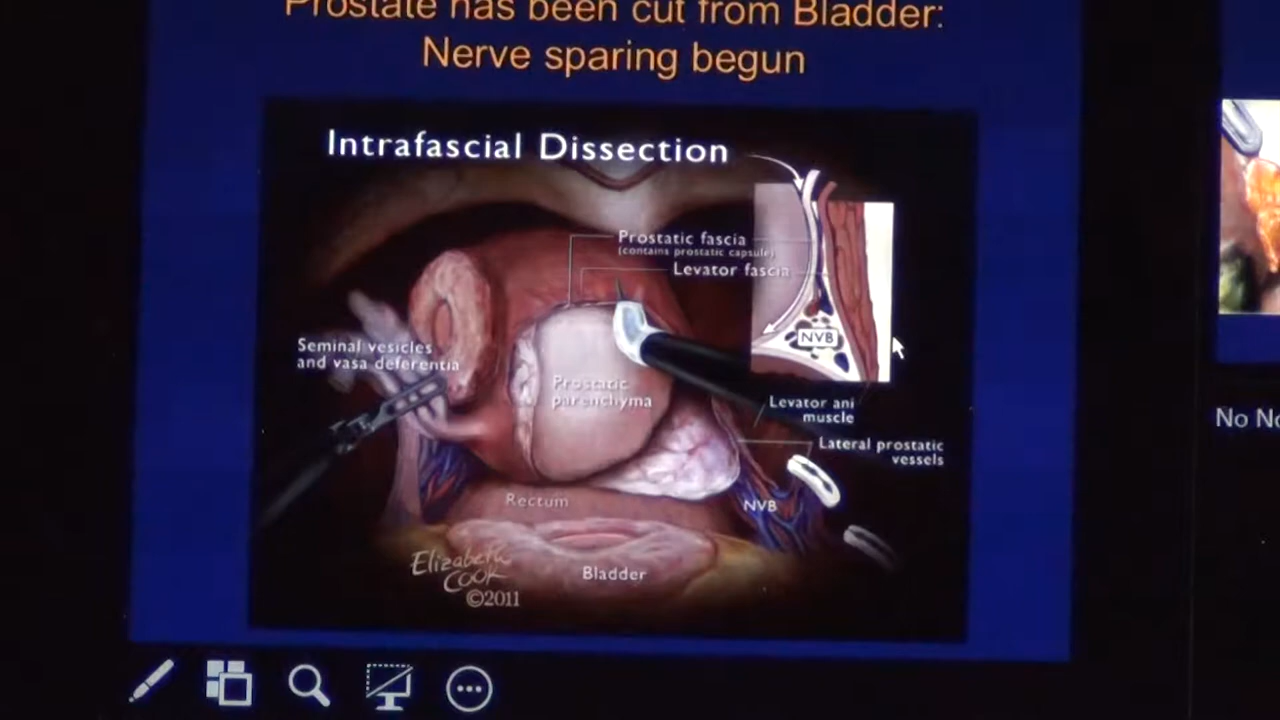 Prostate has been cut from Bladder:
Nerve sparing begun
Intrafascial Dissection
Prostatic fascia
(contains prostatic capsule)
Levator fascia
NVB
Seminal vesicles
and vasa deferentia
Prostatic
parenchyma
Levator ani
muscle
Lateral prostatic
vessels
Rectum
NVB
Elizabeth
Cook
©2011
Bladder
No